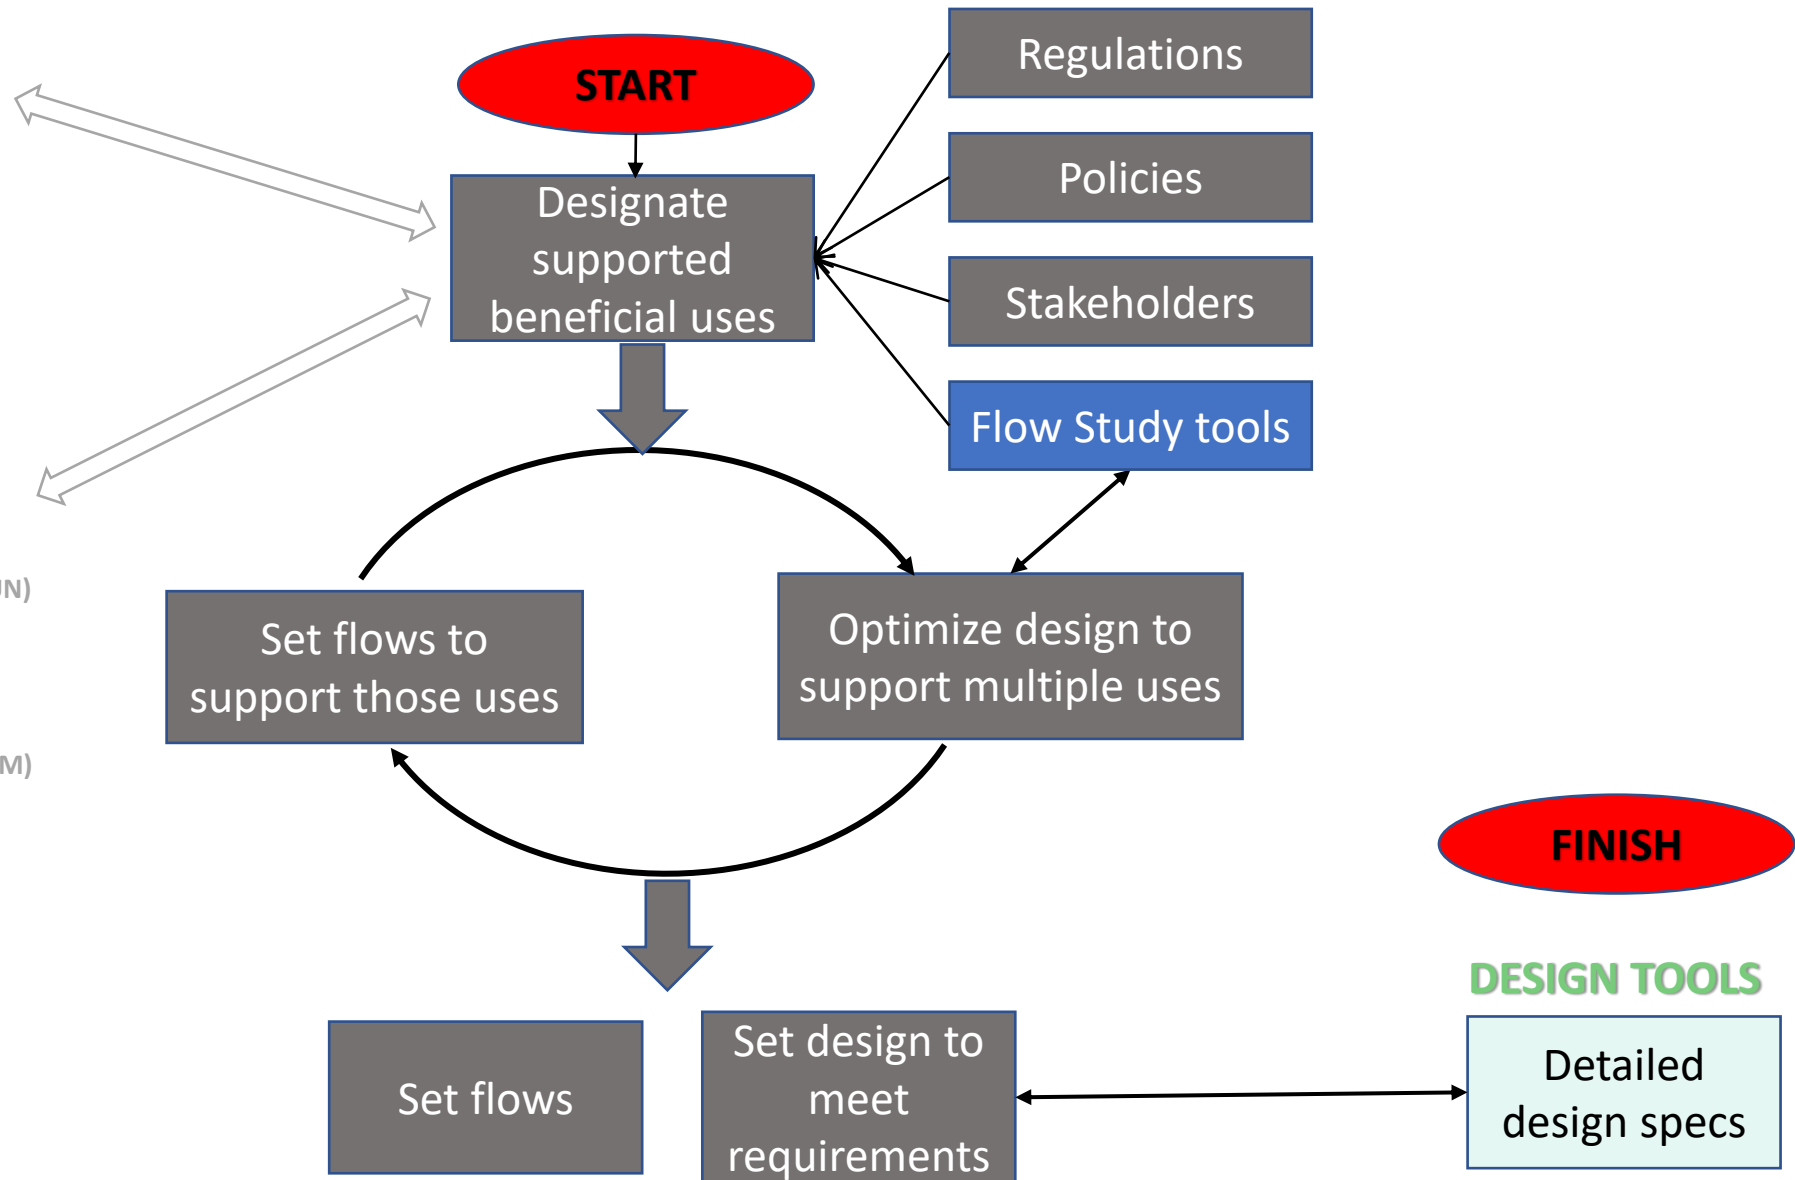 START
Regulations
Policies
Stakeholders
Flow Study tools
Designate
supported
beneficial uses
Set flows to
support those uses
Optimize design to
support multiple uses
FINISH
DESIGN TOOLS
Detailed
design specs
Set flows
Set design to
meet
requirements